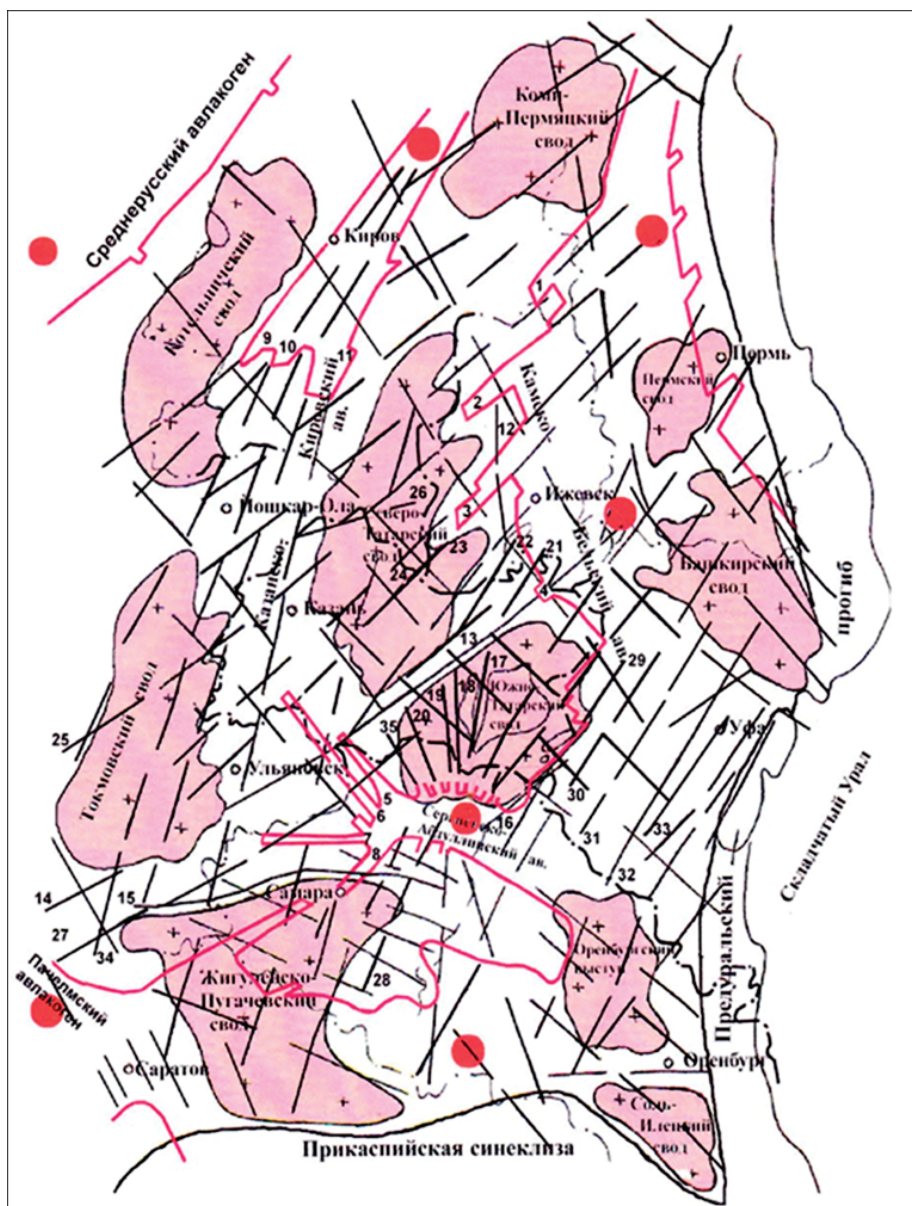 Среднерусский авлакоген
Коми-
Пермяцкий
свод
Киров
Котельничский
свод
1
9
10
11
Пермь
Пермский
свод
Кировский
ав.
Камско-
2
12
Йошкар-Ола
26
3
Ижевск
Северо-
Татарский
свод
23
22
21
24
Бельский
ав.
Башкирский
свод
4
прогиб
Казанско-
Казань
13
29
17
18
19
20
Южно-
Татарский
свод
35
25
Токмовский свод
Уфа
Ульяновск
5
6
16
30
Серноводско-
Абдуллинский ав.
31
33
Складчатый Урал
8
32
14
15
Самара
27
34
Пачелмский
авлакоген
Жигулевско-
Пугачевский
свод
28
Оренбургский
выступ
Предуральский
Саратов
Оренбург
Соль-
Илецкий
свод
Прикаспийская синеклиза